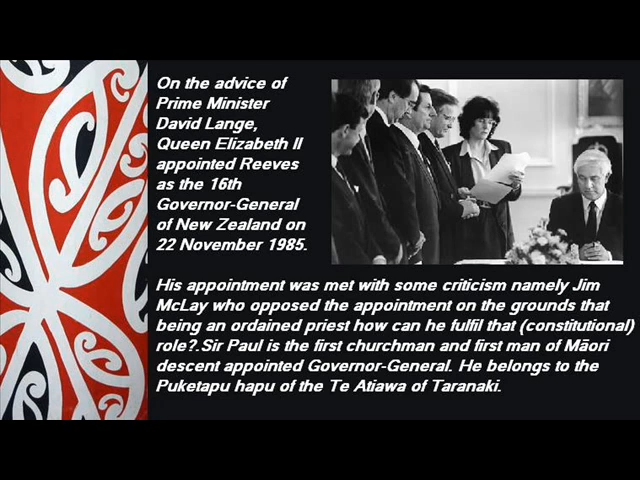 On the advice of
Prime Minister
David Lange,
Queen Elizabeth II
appointed Reeves
as the 16th
Governor-General
of New Zealand on
22 November 1985.
His appointment was met with some criticism namely Jim
McLay who opposed the appointment on the grounds that
being an ordained priest how can he fulfil that (constitutional)
role?.Sir Paul is the first churchman and first man of Māori
descent appointed Governor-General. He belongs to the
Puketapu hapu of the Te Atiawa of Taranaki.